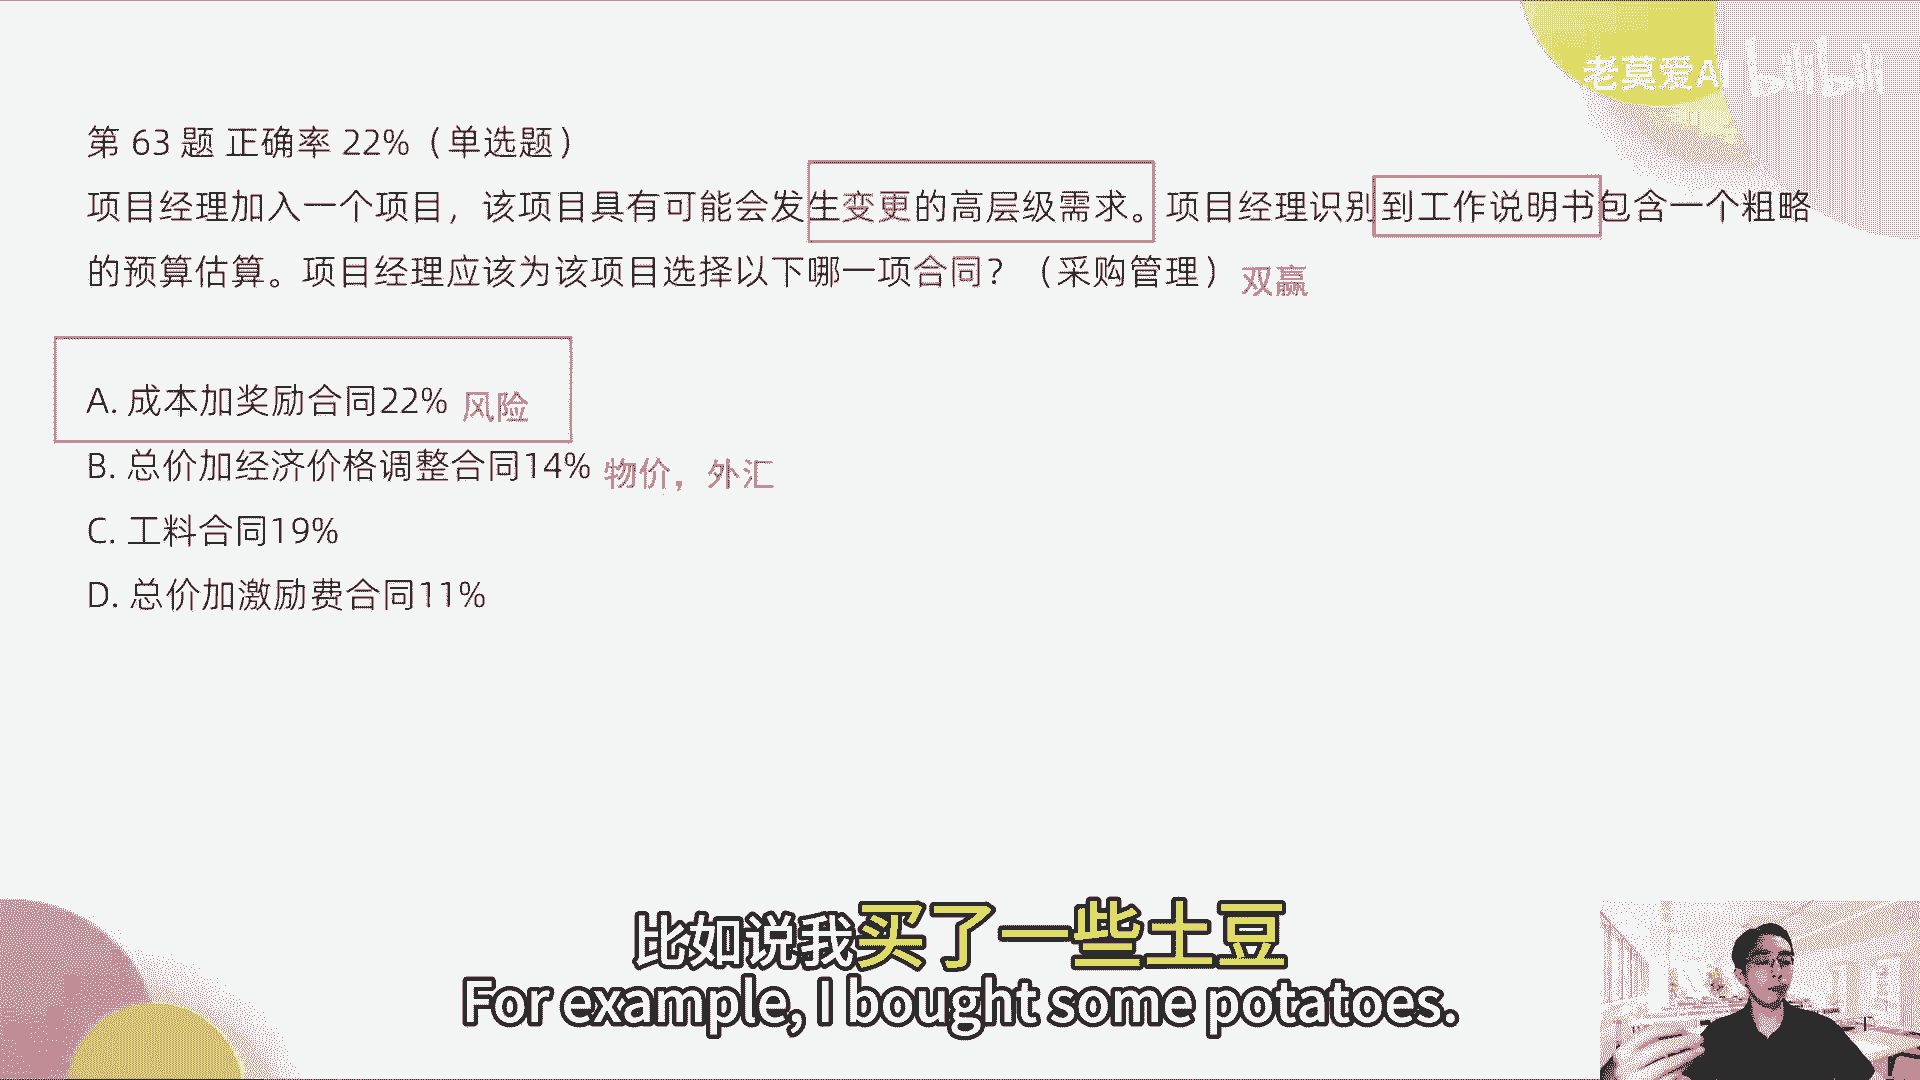 老莫爱AI bilibili
第 63 题 正确率 22%（单选题）
项目经理加入一个项目，该项目具有可能会发生变更的高层级需求。项目经理识别到工作说明书包含一个粗略
的预算估算。项目经理应该为该项目选择以下哪一项合同？（采购管理）双赢
A. 成本加奖励合同22% 风险
B. 总价加经济价格调整合同14% 物价，外汇
C. 工料合同19%
D. 总价加激励费合同11%
比如说我买了一些土豆
For example, I bought some potatoes.